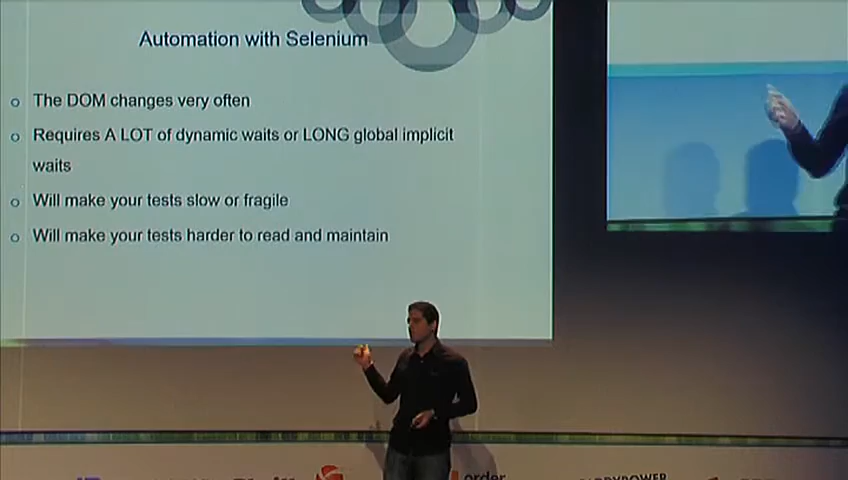 Automation with Selenium
The DOM changes very often
Requires A LOT of dynamic waits or LONG global implicit
waits
Will make your tests slow or fragile
Will make your tests harder to read and maintain
order